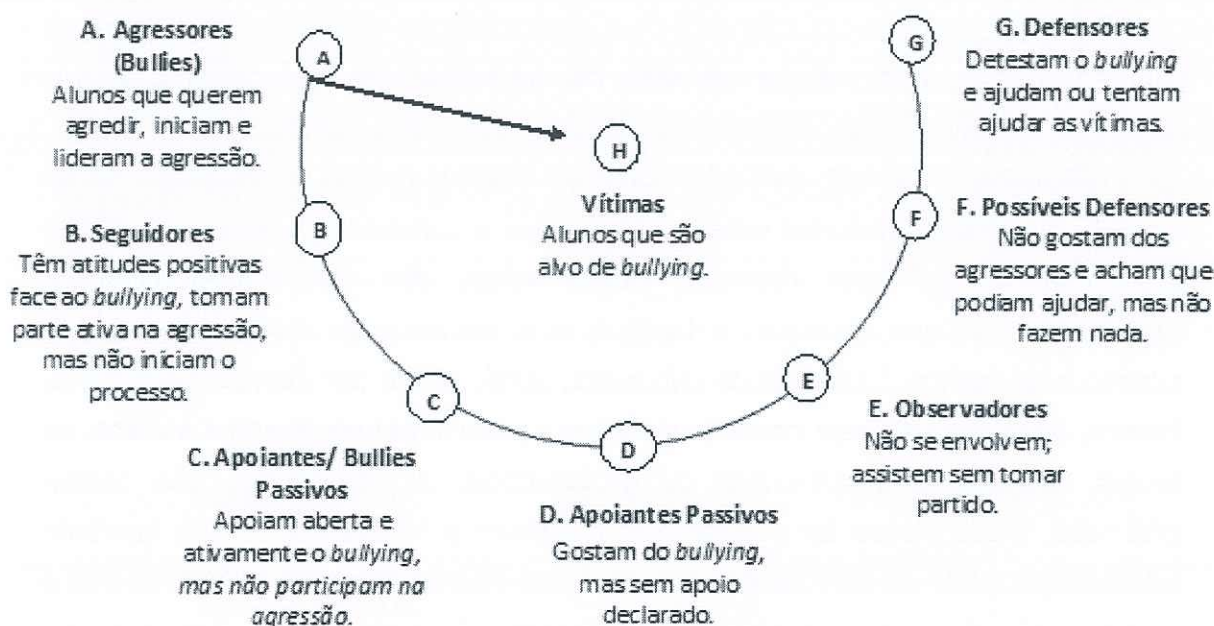 A. Agressores
(Bullies)
Alunos que querem
agredir, iniciam e
lideram a agressão.
A
B. Seguidores
Têm atitudes positivas
face ao bullying, tomam
parte ativa na agressão,
mas não iniciam o
processo.
B
C. Apoiantes/ Bullies
Passivos
Apoiam aberta e
ativamente o bullying,
mas não participam na
agressão.
C
D
D. Apoiantes Passivos
Gostam do bullying,
mas sem apoio
declarado.
E
E. Observadores
Não se envolvem;
assistem sem tomar
partido.
F
F. Possíveis Defensores
Não gostam dos
agressores e acham que
podiam ajudar, mas não
fazem nada.
G
G. Defensores
Detestam o bullying
e ajudam ou tentam
ajudar as vítimas.
H
Vítimas
Alunos que são
alvo de bullying.